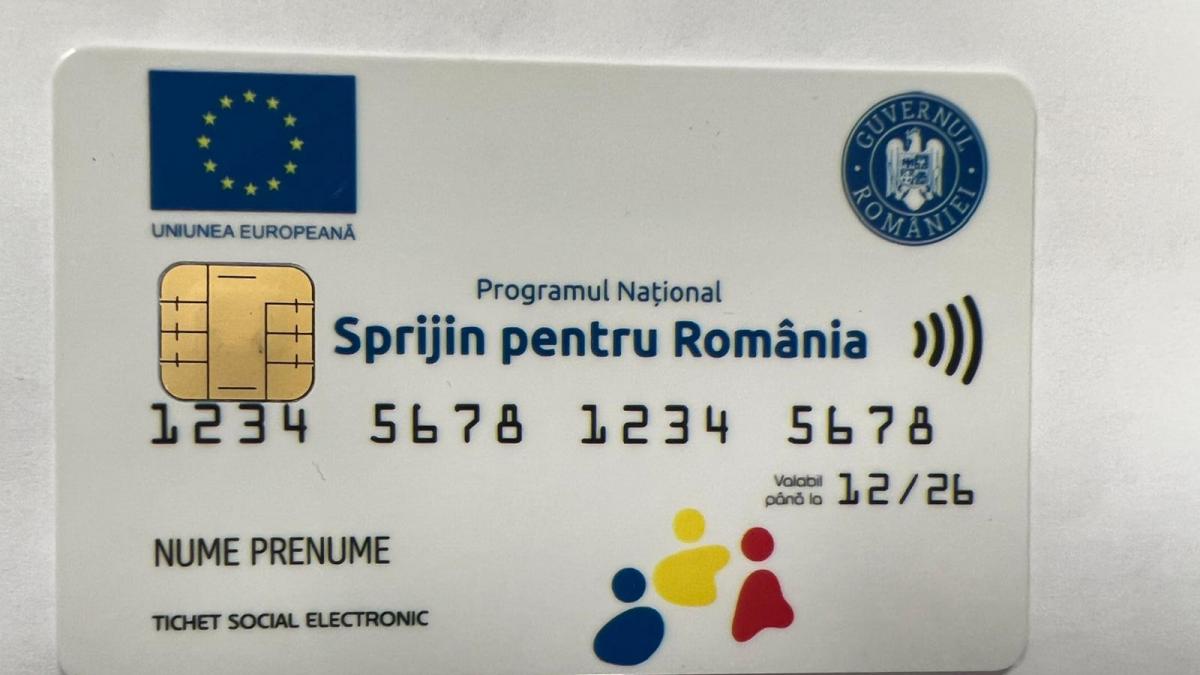 UNIUNEA EUROPEANĂ
GUVERNUL ROMÂNIEI
Programul Național
Sprijin pentru România
1234 5678 1234 5678
Valabil
până la 12/26
NUME PRENUME
TICHET SOCIAL ELECTRONIC